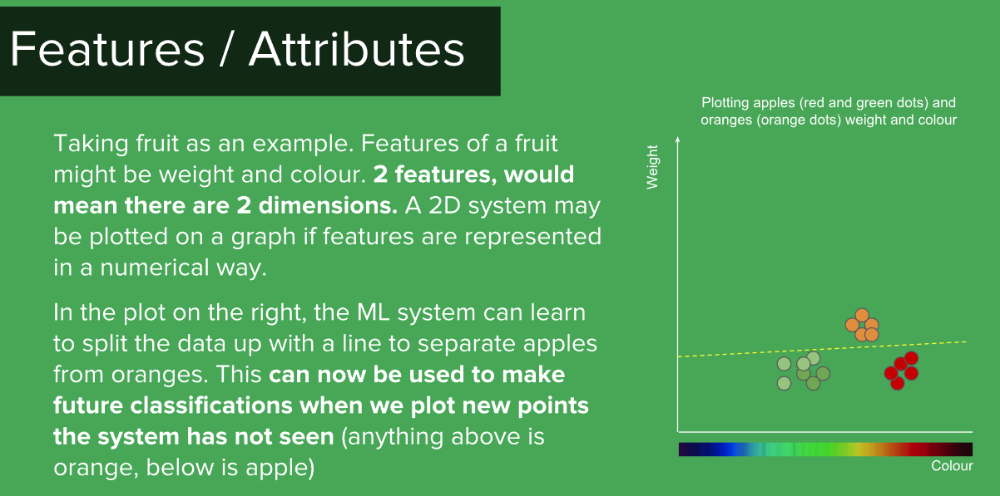 Features / Attributes
Plotting apples (red and green dots) and
oranges (orange dots) weight and colour
Taking fruit as an example. Features of a fruit
might be weight and colour. 2 features, would
mean there are 2 dimensions. A 2D system may
be plotted on a graph if features are represented
in a numerical way.
In the plot on the right, the ML system can learn
to split the data up with a line to separate apples
from oranges. This can now be used to make
future classifications when we plot new points
the system has not seen (anything above is
orange, below is apple)
Weight
Colour